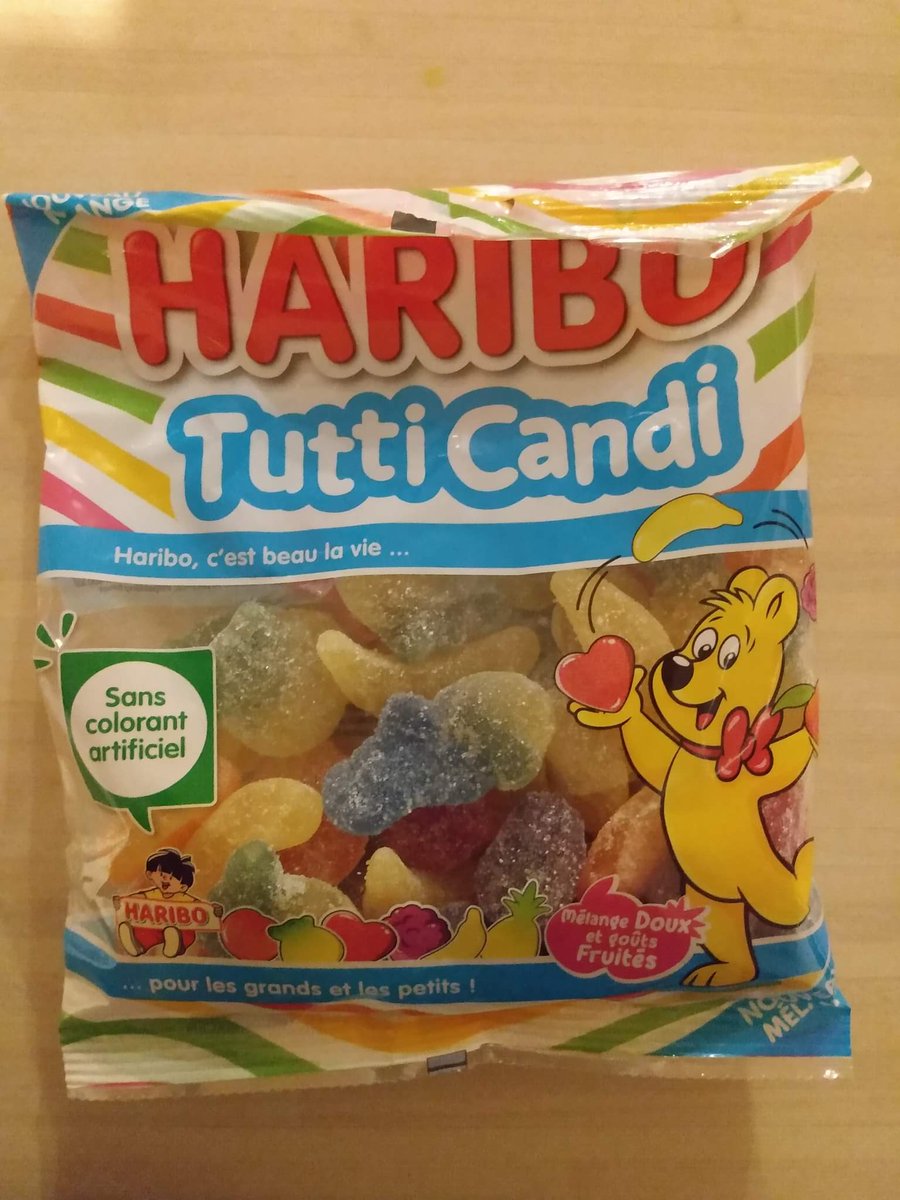 HARIBO
Tutti Candi
Haribo, c'est beau la vie ...
Sans
colorant
artificiel
HARIBO
Mélange Doux
et goûts
Fruités
... pour les grands et les petits !